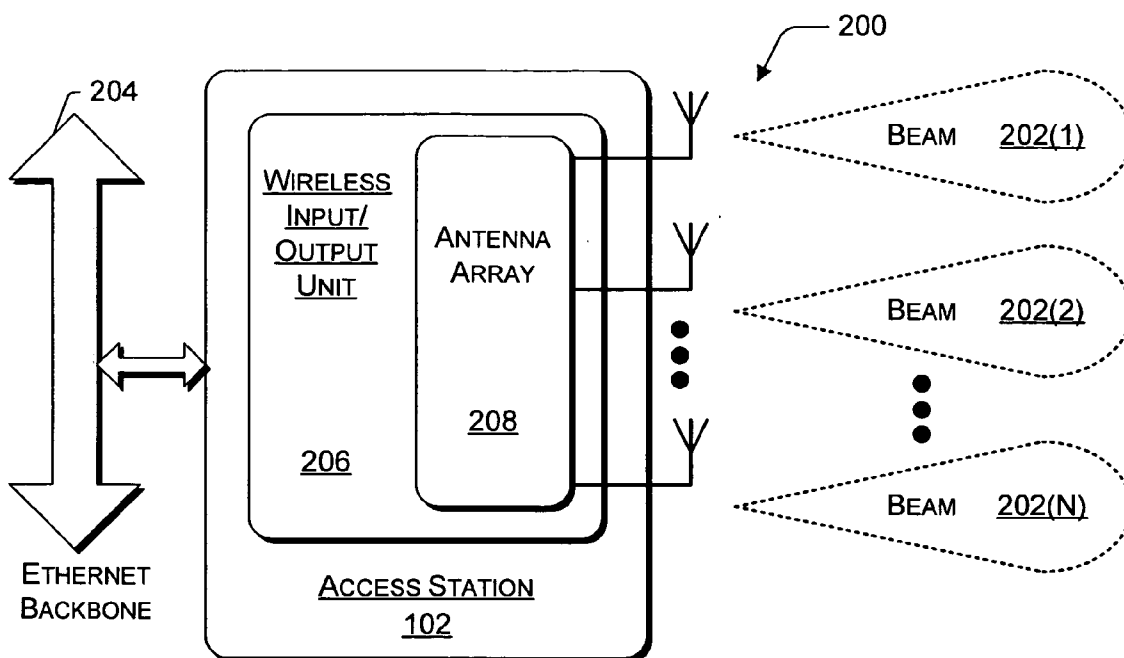 200
204
BEAM 202(1)
WIRELESS
INPUT/
OUTPUT
UNIT
ANTENNA
ARRAY
BEAM 202(2)
208
206
BEAM 202(N)
ETHERNET
BACKBONE
ACCESS STATION
102